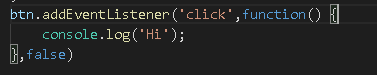 btn.addEventListener('click',function() {
    console.log('Hi');
},false)